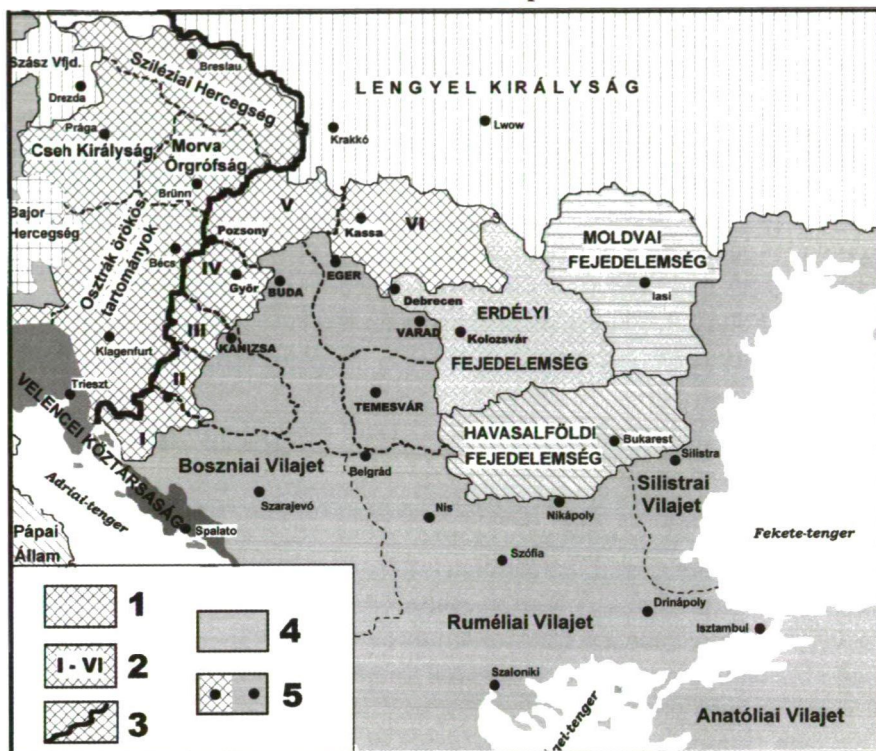 Szász Vfjd.
Drezda
Sziléziai Hercegség
Breslau
LENGYEL KIRÁLYSÁG
Prága
Krakkó
Lwow
Cseh Királyság
Morva
Őrgrófság
Brünn
Bajor
Hercegség
Osztrák örökös
tartományok
V
VI
Pozsony
Kassa
MOLDVAI
FEJEDELEMSÉG
Iasi
Bécs
IV
Győr
BUDA
EGER
Debrecen
ERDÉLYI
FEJEDELEMSÉG
Kolozsvár
VARAD
III
KANIZSA
Klagenfurt
II
Trieszt
I
TEMESVÁR
VELENCEI KÖZTÁRSASÁG
HAVASALFÖLDI
FEJEDELEMSÉG
Bukarest
Boszniai Vilajet
Belgrád
Silistra
Silistrai
Vilajet
Adriai-tenger
Szarajevó
Nis
Nikápoly
Spalato
Pápai
Állam
Szófia
Fekete-tenger
Ruméliai Vilajet
Drinápoly
Isztambul
Szaloniki
Anatóliai Vilajet
1
I - VI 2
3
4
5